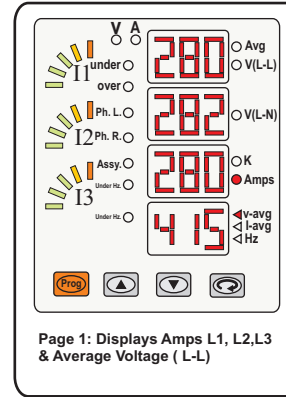 V A
280
Avg
V(L-L)
I1
under
over
282
V(L-N)
Ph. L.
I2
Ph. R.
280
K
Amps
Assy.
Under Hz.
I3
Under Hz.
415
v-avg
I-avg
Hz
Prog
Page 1: Displays Amps L1, L2,L3
& Average Voltage ( L-L)